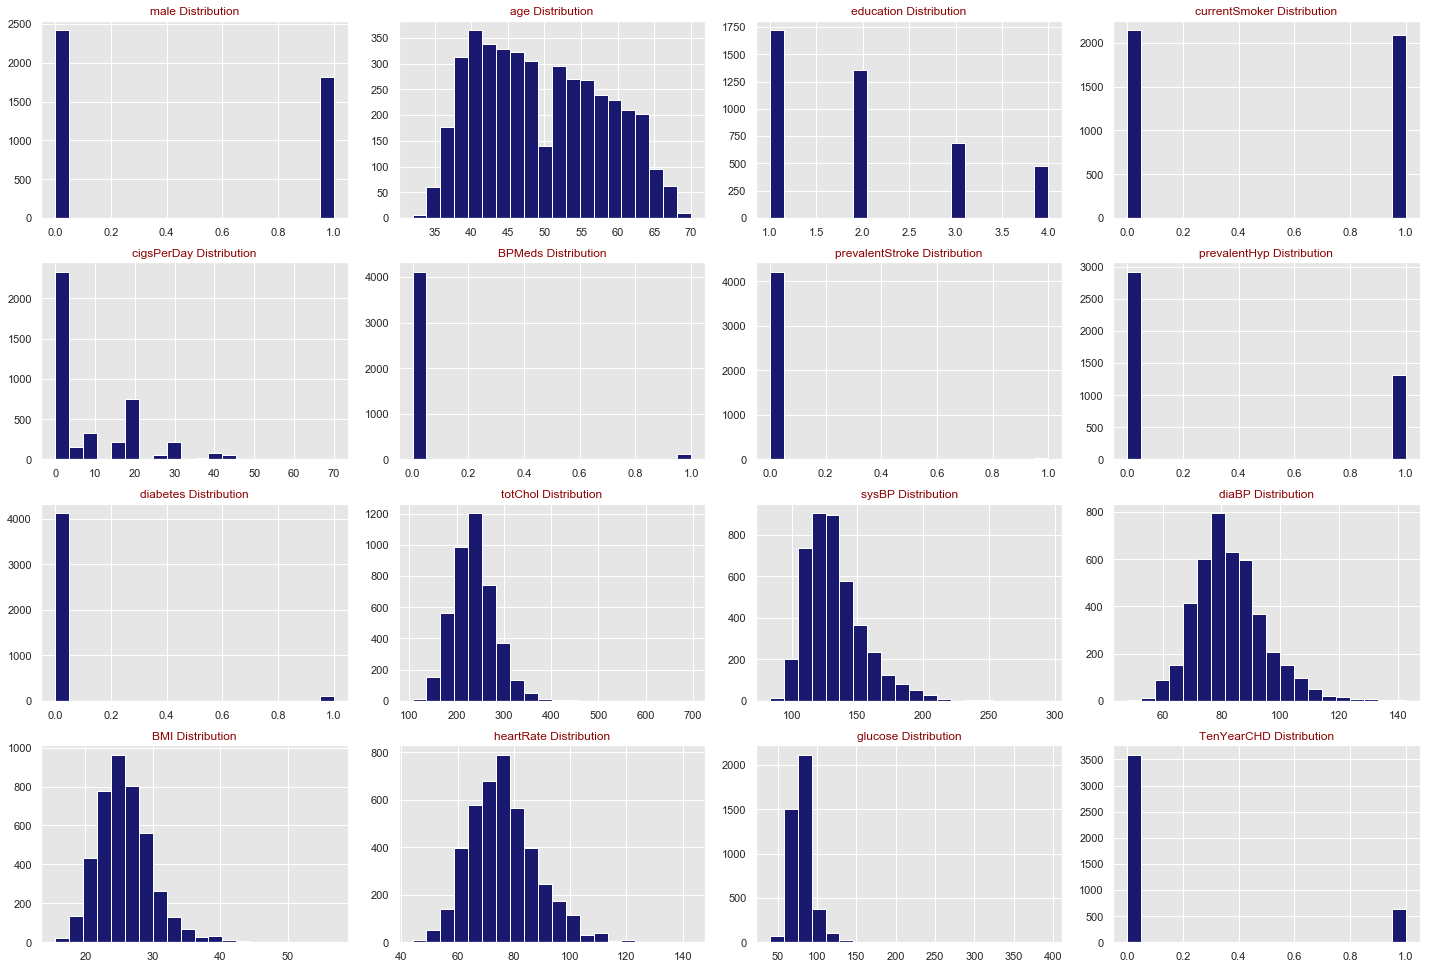 male Distribution
2500
2000
1500
1000
500
0
0.0 0.2 0.4 0.6 0.8 1.0
age Distribution
350
300
250
200
150
100
50
0
35 40 45 50 55 60 65 70
education Distribution
1750
1500
1250
1000
750
500
250
0
1.0 1.5 2.0 2.5 3.0 3.5 4.0
currentSmoker Distribution
2000
1500
1000
500
0
0.0 0.2 0.4 0.6 0.8 1.0
cigsPerDay Distribution
2000
1500
1000
500
0
0 10 20 30 40 50 60 70
BPMeds Distribution
4000
3000
2000
1000
0
0.0 0.2 0.4 0.6 0.8 1.0
prevalentStroke Distribution
4000
3000
2000
1000
0
0.0 0.2 0.4 0.6 0.8 1.0
prevalentHyp Distribution
3000
2500
2000
1500
1000
500
0
0.0 0.2 0.4 0.6 0.8 1.0
diabetes Distribution
4000
3000
2000
1000
0
0.0 0.2 0.4 0.6 0.8 1.0
totChol Distribution
1200
1000
800
600
400
200
0
100 200 300 400 500 600 700
sysBP Distribution
800
600
400
200
0
100 150 200 250 300
diaBP Distribution
800
600
400
200
0
60 80 100 120 140
BMI Distribution
1000
800
600
400
200
0
20 30 40 50
heartRate Distribution
800
600
400
200
0
40 60 80 100 120 140
glucose Distribution
2000
1500
1000
500
0
50 100 150 200 250 300 350 400
TenYearCHD Distribution
3500
3000
2500
2000
1500
1000
500
0
0.0 0.2 0.4 0.6 0.8 1.0